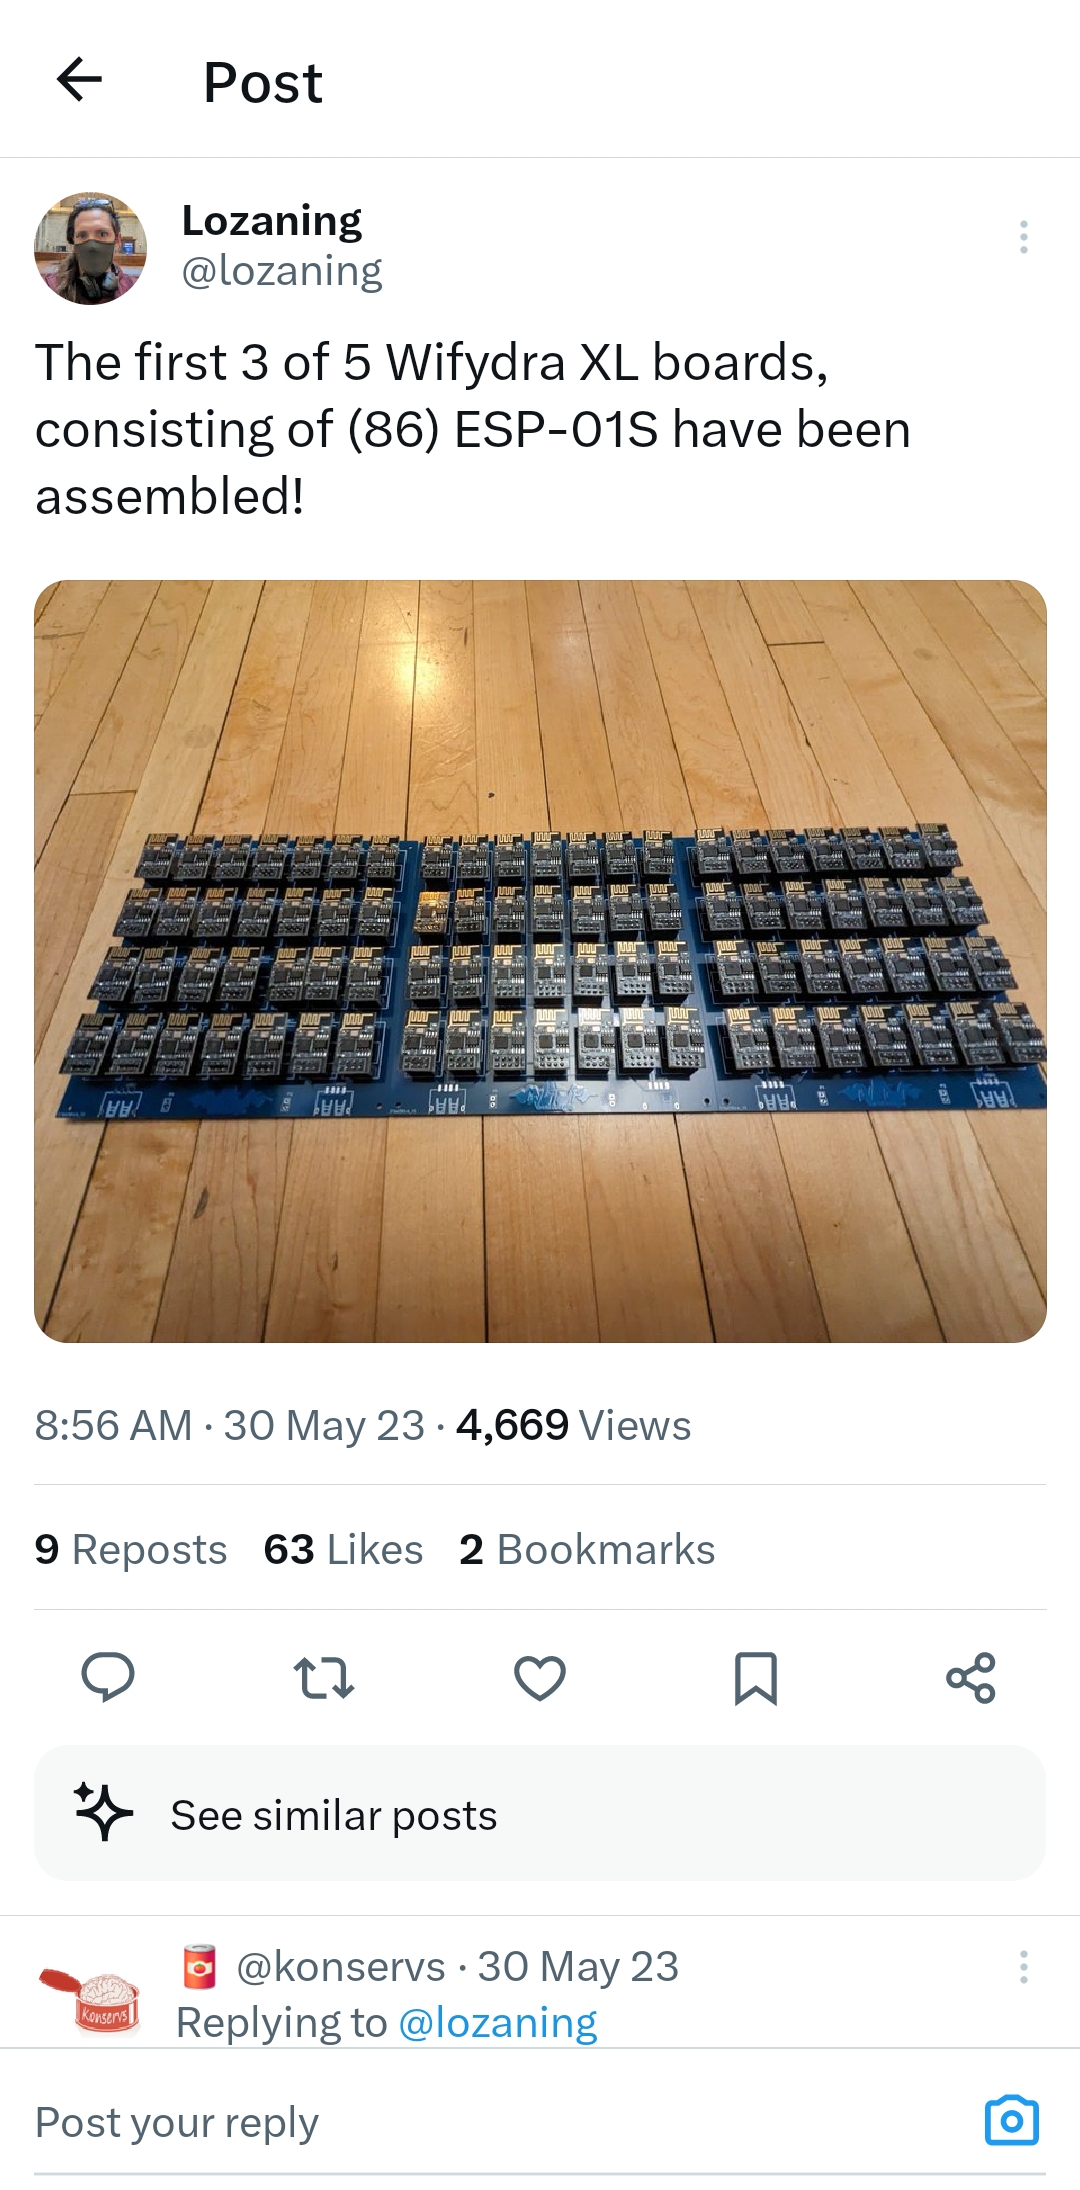 Post
Lozaning
@lozaning
The first 3 of 5 Wifydra XL boards,
consisting of (86) ESP-01S have been
assembled!
8:56 AM · 30 May 23 · 4,669 Views
9 Reposts 63 Likes 2 Bookmarks
See similar posts
@konservs · 30 May 23
Konservs
Replying to @lozaning
Post your reply